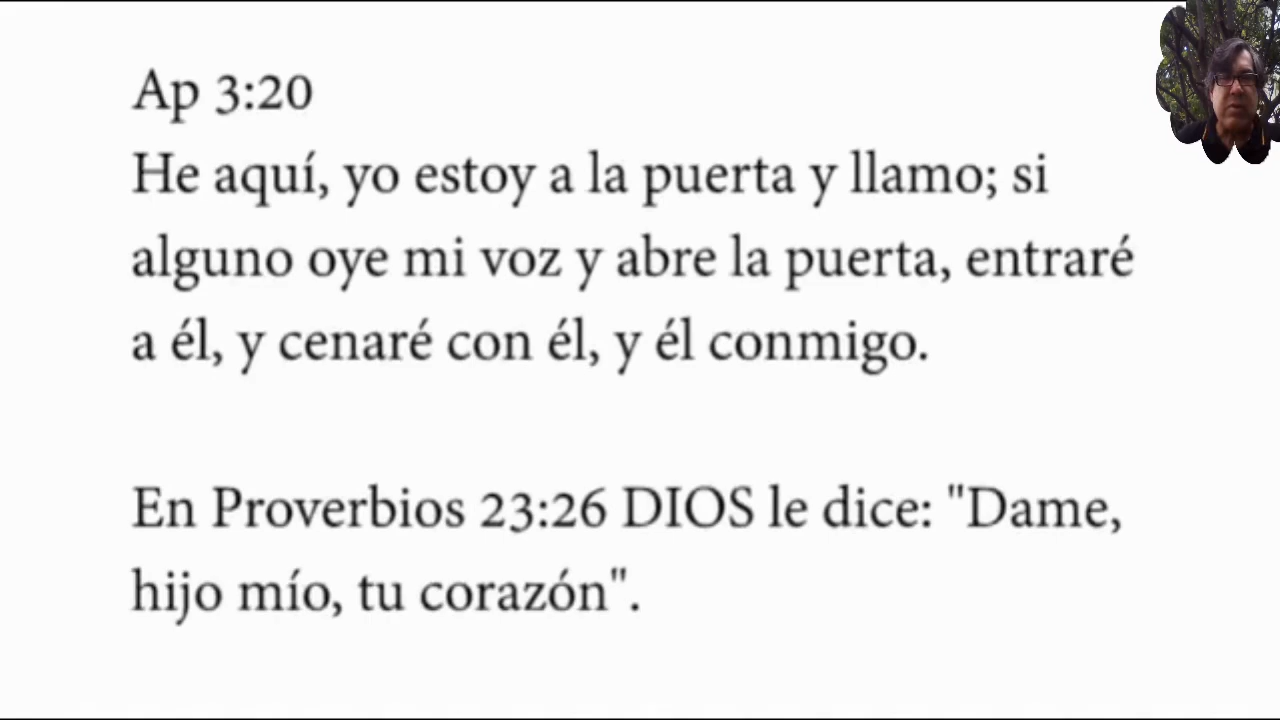 Ap 3:20
He aquí, yo estoy a la puerta y llamo; si
alguno oye mi voz y abre la puerta, entraré
a él, y cenaré con él, y él conmigo.
En Proverbios 23:26 DIOS le dice: "Dame,
hijo mío, tu corazón".